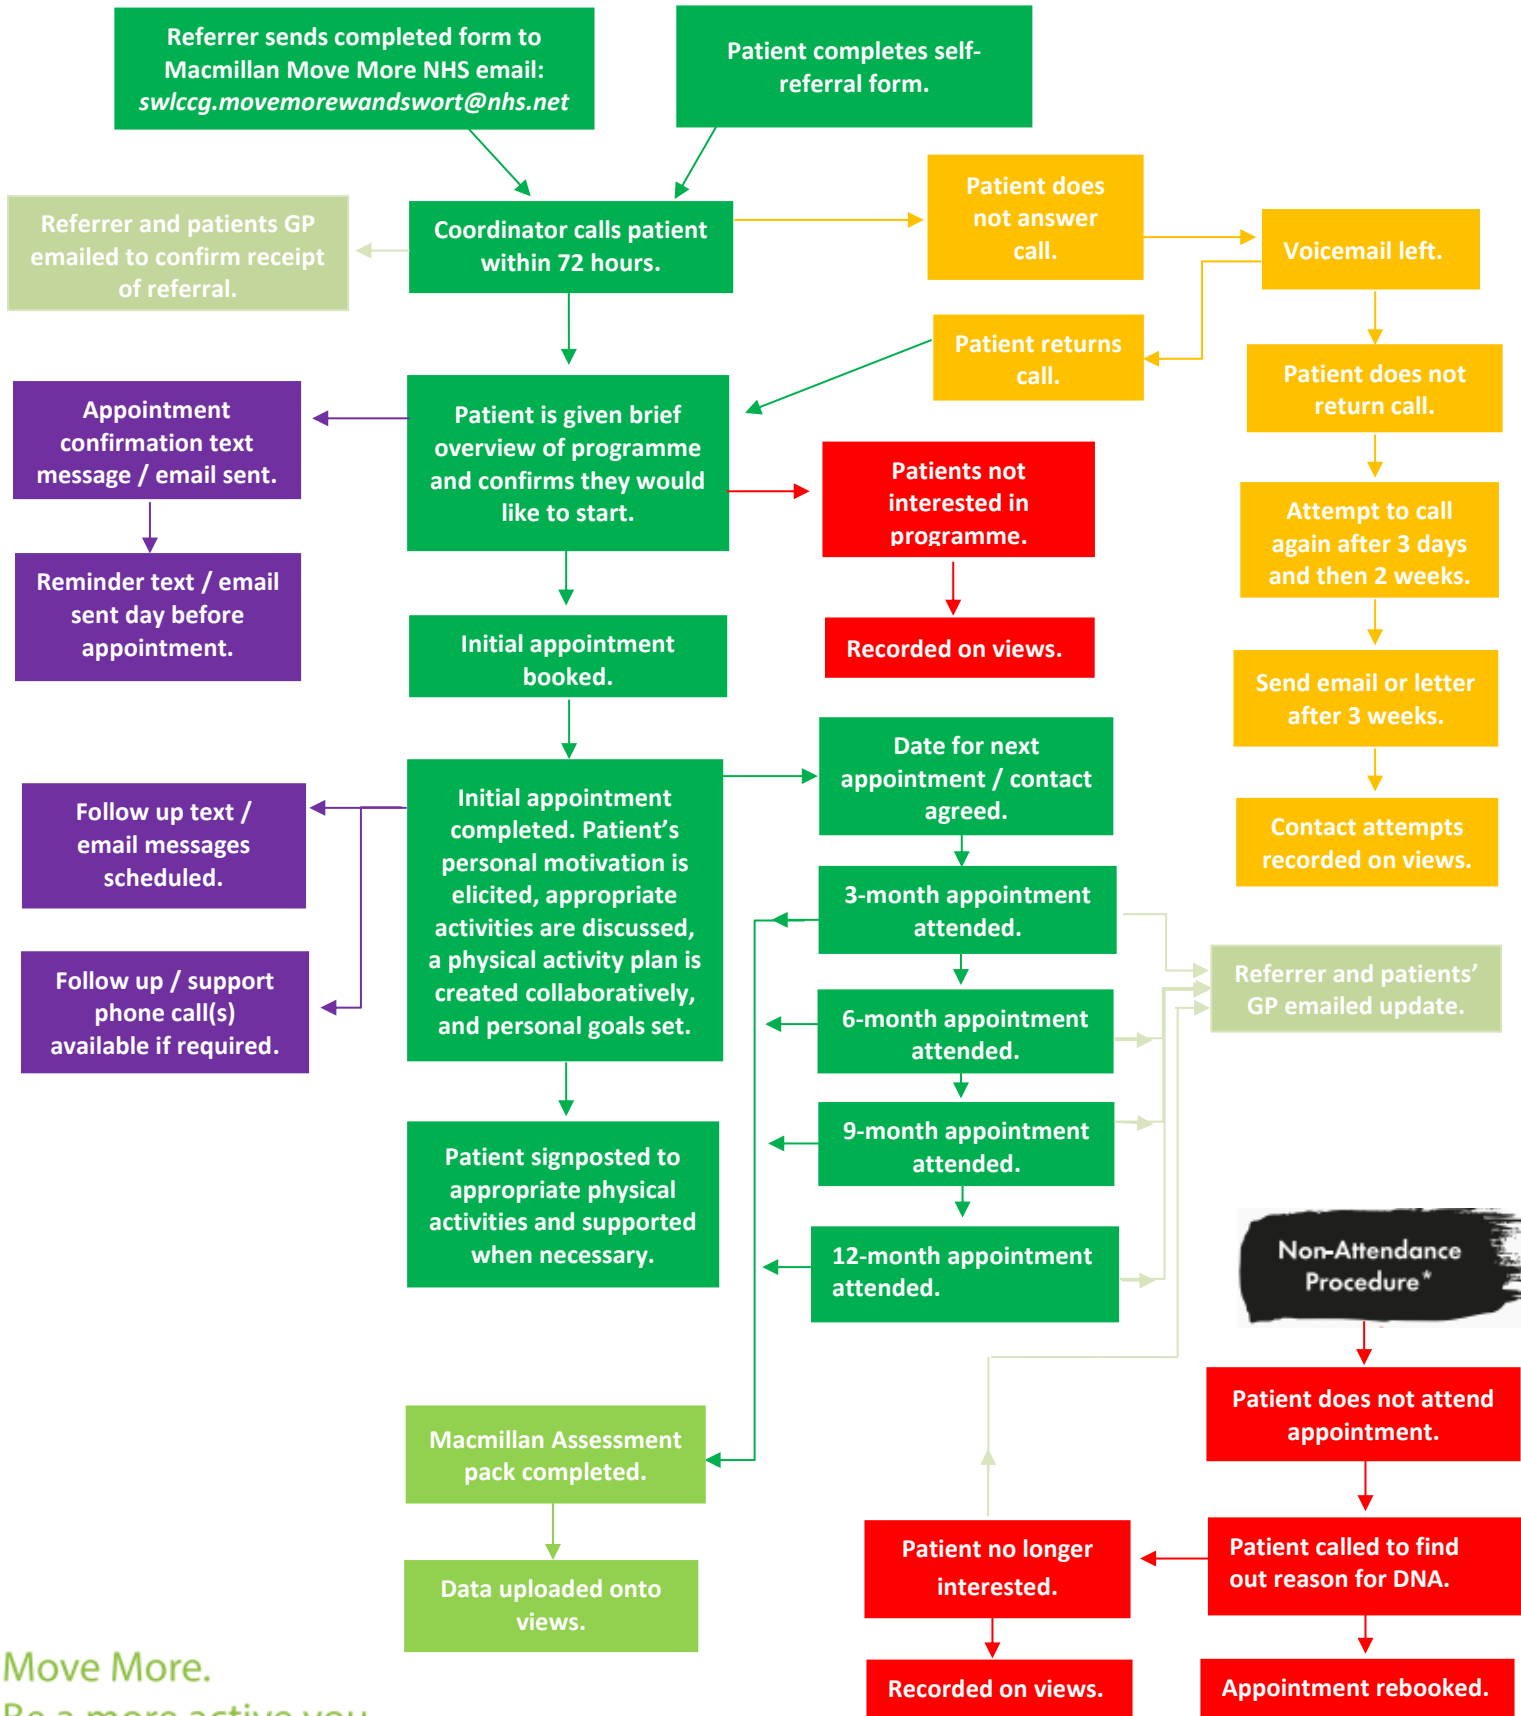 Referrer sends completed form to
Macmillan Move More NHS email:
swlccg.movemorewandswort@nhs.net
Patient completes self-
referral form.
Referrer and patients GP
emailed to confirm receipt
of referral.
Coordinator calls patient
within 72 hours.
Patient does
not answer
call.
Voicemail left.
Patient returns
call.
Patient does not
return call.
Attempt to call
again after 3 days
and then 2 weeks.
Send email or letter
after 3 weeks.
Contact attempts
recorded on views.
Appointment
confirmation text
message / email sent.
Reminder text / email
sent day before
appointment.
Patient is given brief
overview of programme
and confirms they would
like to start.
Patients not
interested in
programme.
Recorded on views.
Initial appointment
booked.
Follow up text /
email messages
scheduled.
Follow up / support
phone call(s)
available if required.
Initial appointment
completed. Patient’s
personal motivation is
elicited, appropriate
activities are discussed,
a physical activity plan is
created collaboratively,
and personal goals set.
Patient signposted to
appropriate physical
activities and supported
when necessary.
Date for next
appointment / contact
agreed.
3-month appointment
attended.
6-month appointment
attended.
9-month appointment
attended.
12-month appointment
attended.
Referrer and patients’
GP emailed update.
Non-Attendance
Procedure*
Patient does not attend
appointment.
Patient called to find
out reason for DNA.
Appointment rebooked.
Patient no longer
interested.
Recorded on views.
Macmillan Assessment
pack completed.
Data uploaded onto
views.
Move More.
Be a more active you